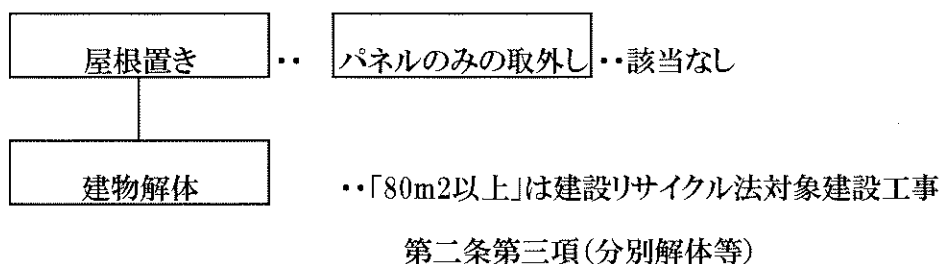 屋根置き ・・ パネルのみの取外し ・・該当なし
建物解体 ・・「80m2以上」は建設リサイクル法対象建設工事
第二条第三項(分別解体等)